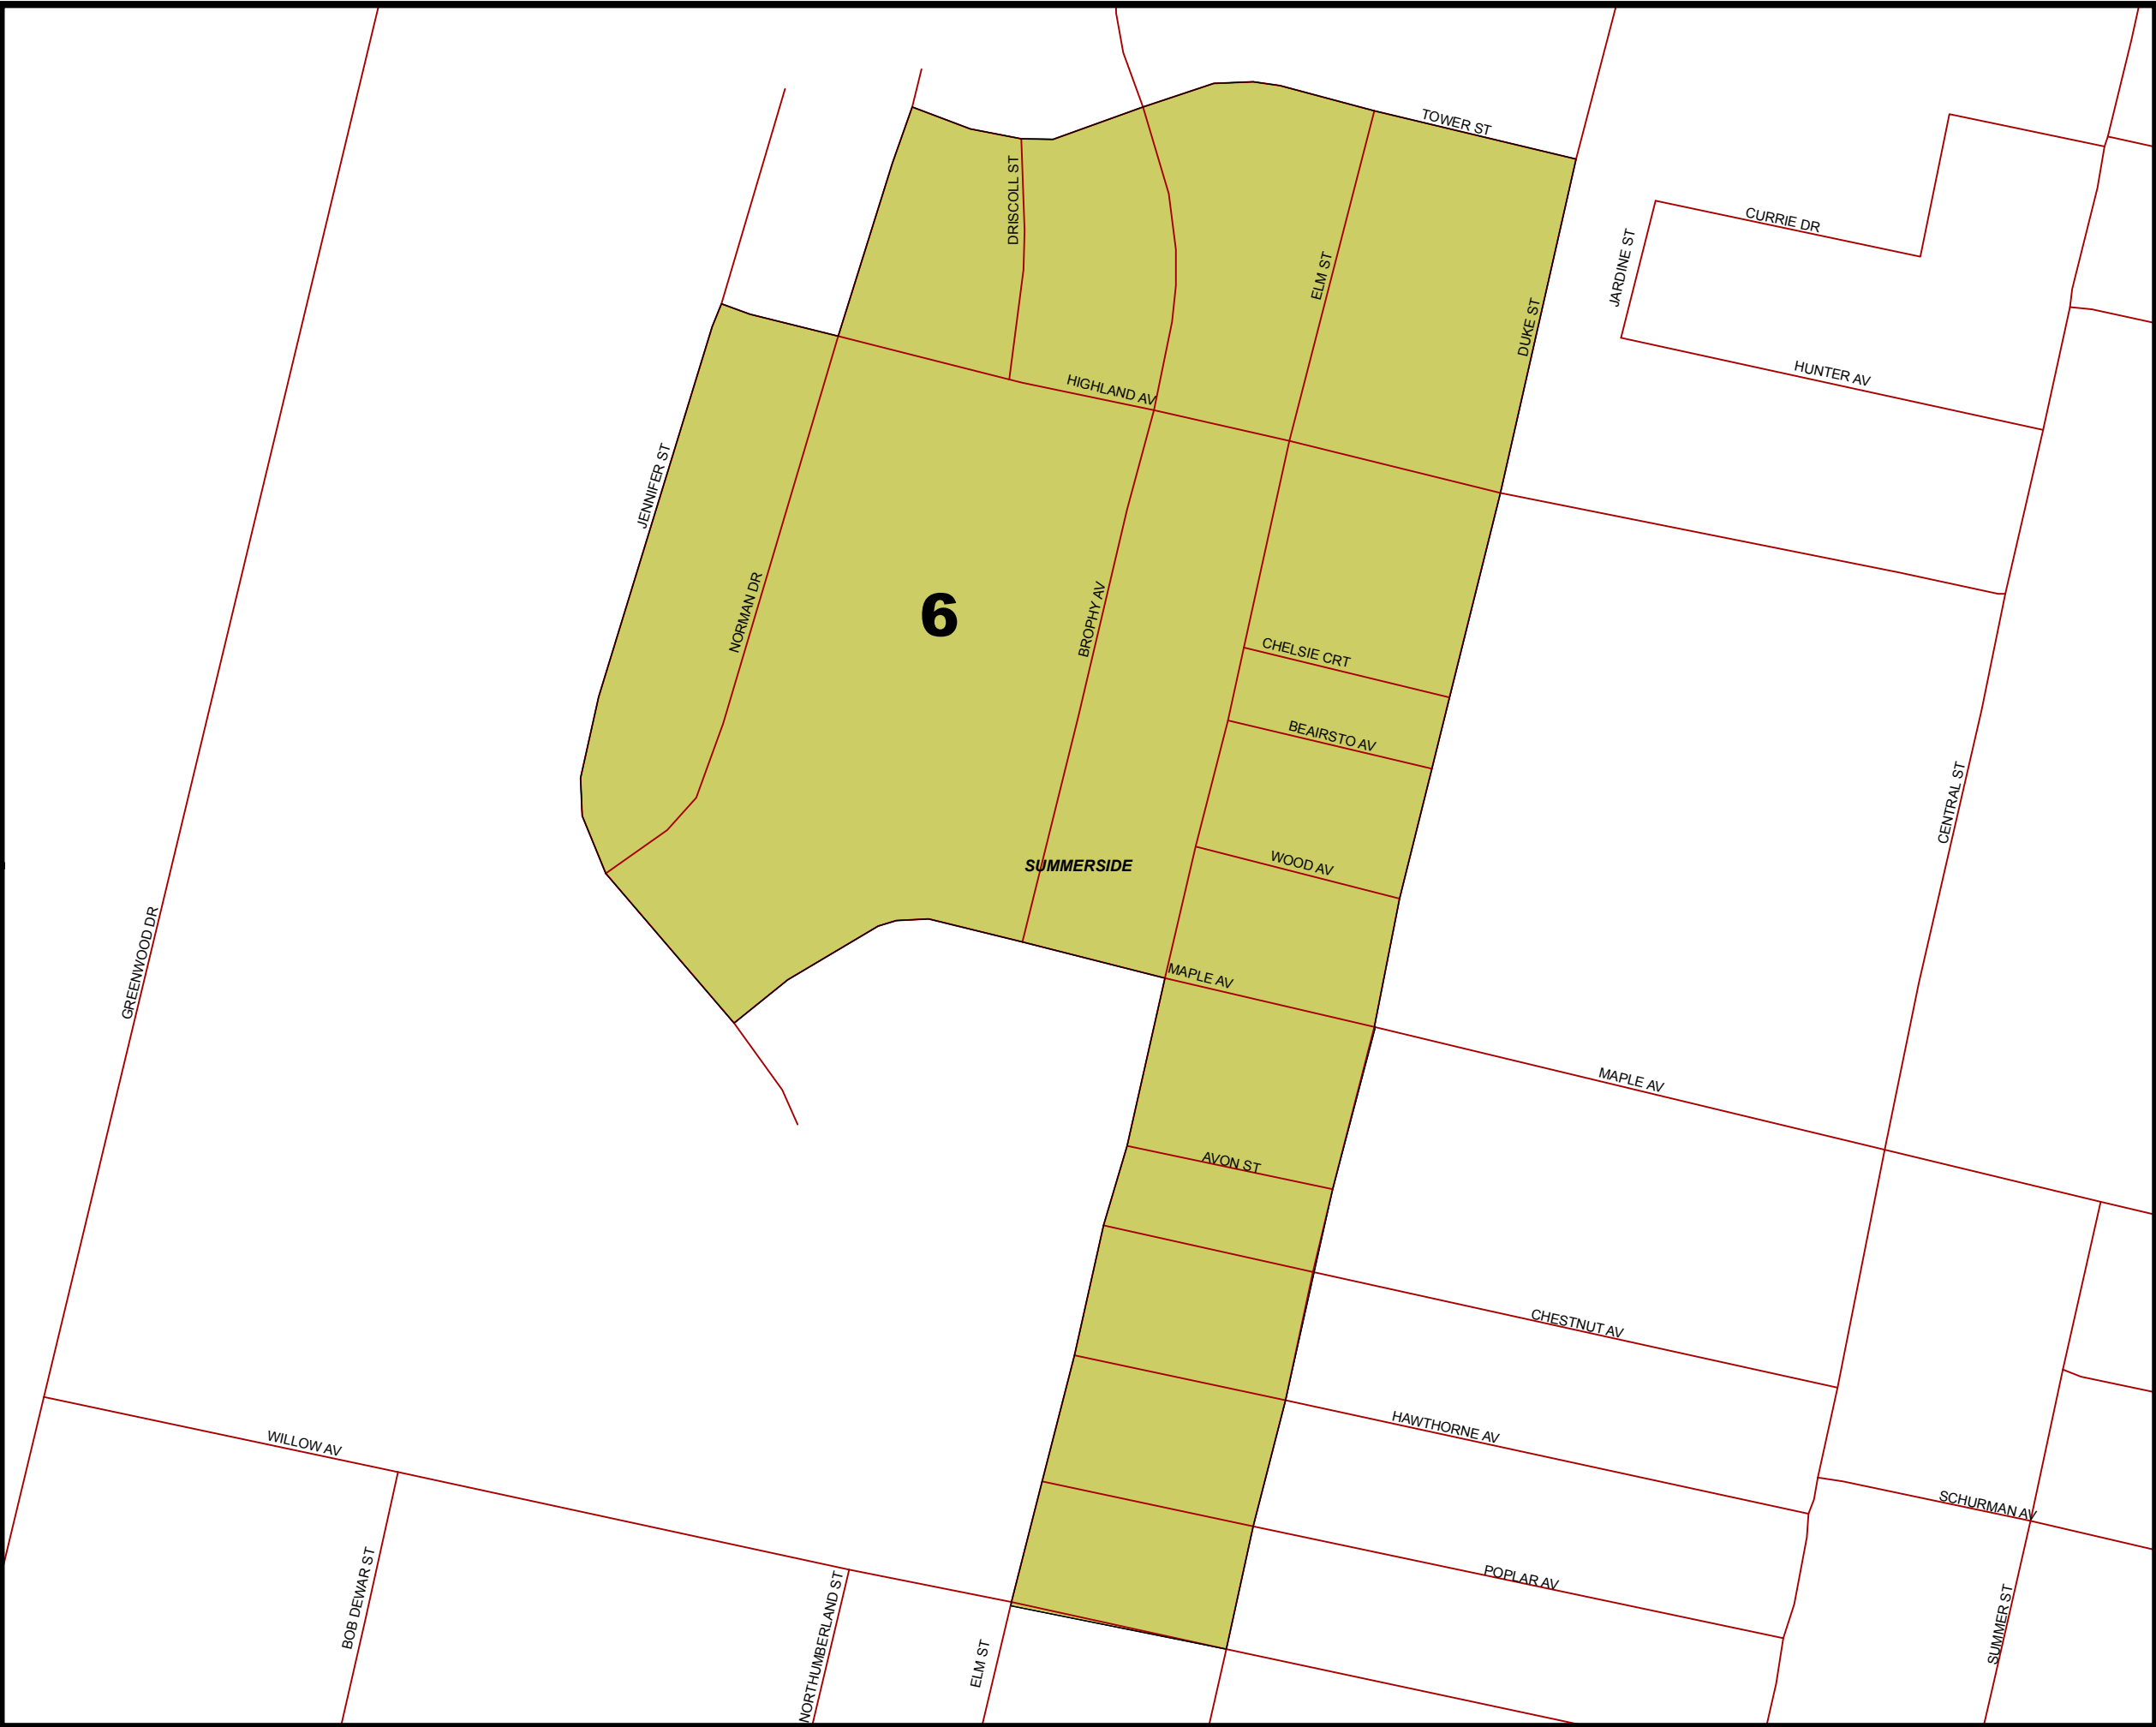 TOWER ST
DRISCOLL ST
CURRIE DR
JARDINE ST
ELM ST
DUKE ST
HIGHLAND AV
HUNTER AV
JENNIFER ST
NORMAN DR
6
BROPHY AV
CHELSIE CRT
BEAIRSTO AV
CENTRAL ST
WOOD AV
SUMMERSIDE
GREENWOOD DR
MAPLE AV
MAPLE AV
AVON ST
CHESTNUT AV
WILLOW AV
HAWTHORNE AV
SCHURMAN AV
BOB DEWAR ST
POPLAR AV
NORTHUMBERLAND ST
ELM ST
SUMMER ST